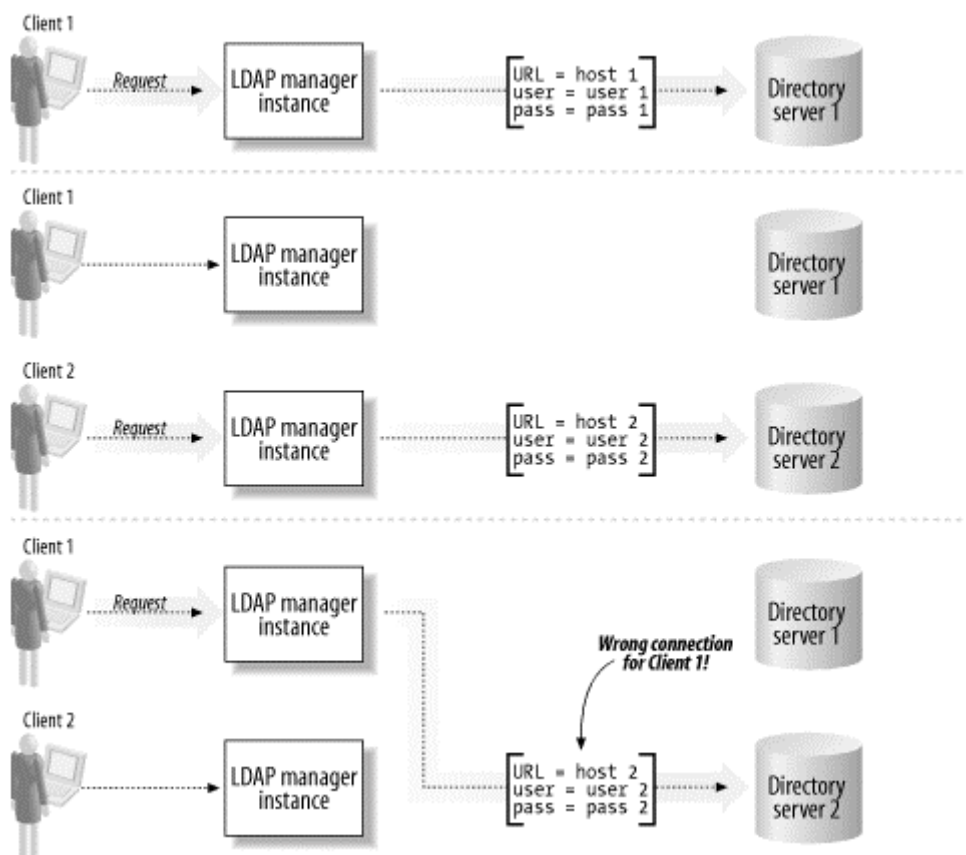 Client 1
Request
LDAP manager
instance
URL = host 1
user = user 1
pass = pass 1
Directory
server 1
Client 1
LDAP manager
instance
Directory
server 1
Client 2
Request
LDAP manager
instance
URL = host 2
user = user 2
pass = pass 2
Directory
server 2
Client 1
Request
LDAP manager
instance
Directory
server 1
Wrong connection
for Client 1!
Client 2
LDAP manager
instance
URL = host 2
user = user 2
pass = pass 2
Directory
server 2